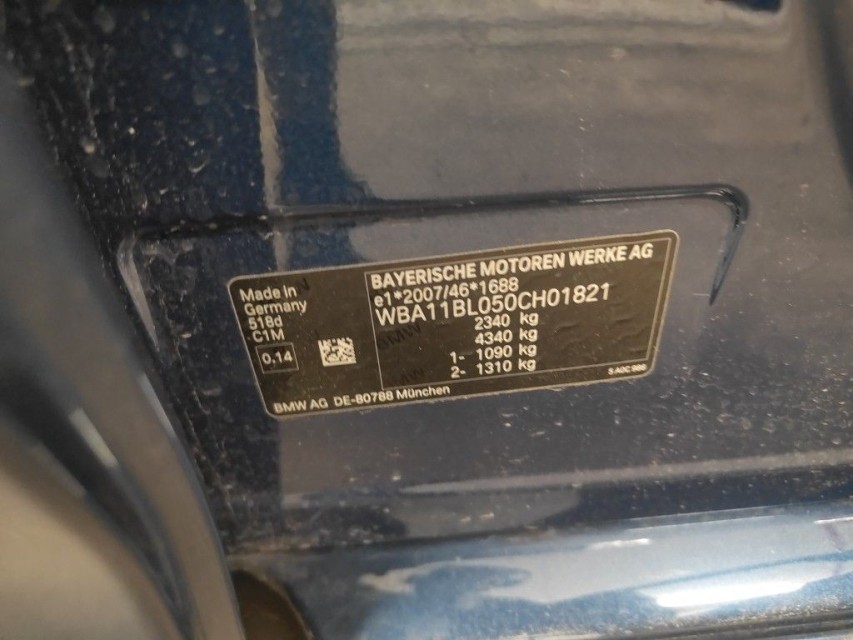 BAYERISCHE MOTOREN WERKE AG
e1*2007/46*1688
WBA11BL050CH01821
2340 kg
4340 kg
1- 1090 kg
2- 1310 kg
Made in
Germany
518d
C1M
0.14
BMW AG DE-80788 München